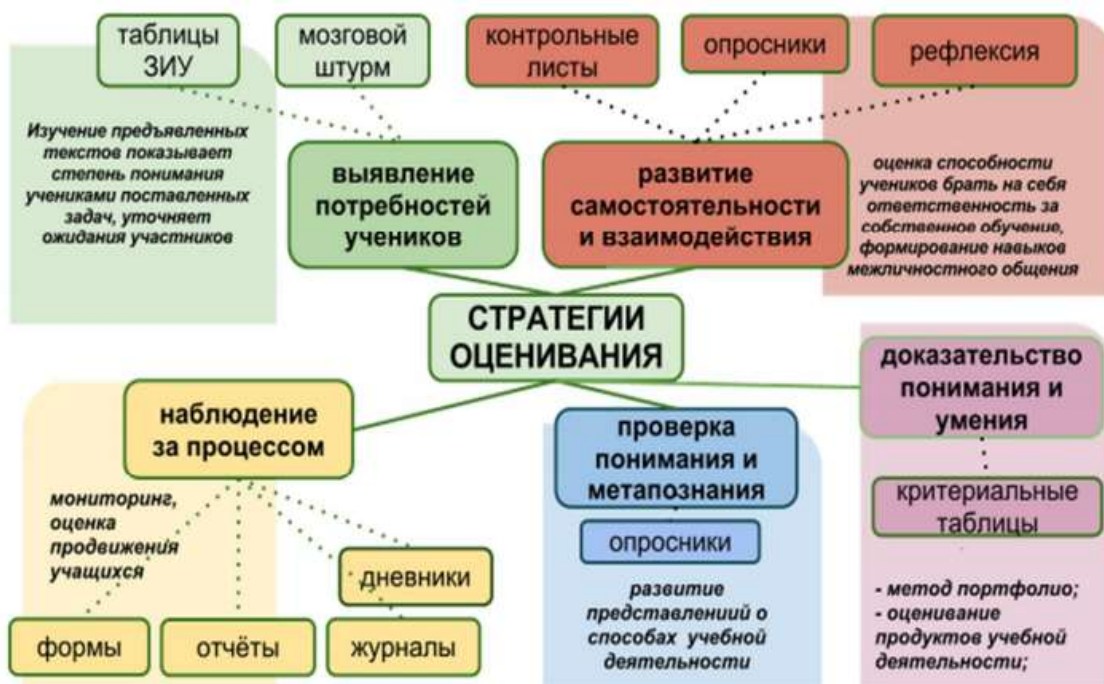 таблицы
ЗИУ
мозговой
штурм
контрольные
листы
опросники
рефлексия
Изучение предъявленных
текстов показывает
степень понимания
учениками поставленных
задач, уточняет
ожидания участников
выявление
потребностей
учеников
развитие
самостоятельности
и взаимодействия
оценка способности
учеников брать на себя
ответственность за
собственное обучение,
формирование навыков
межличностного общения
СТРАТЕГИИ
ОЦЕНИВАНИЯ
наблюдение
за процессом
мониторинг,
оценка
продвижения
учащихся
дневники
формы
отчёты
журналы
проверка
понимания и
метапознания
опросники
развитие
представлениий о
способах учебной
деятельности
доказательство
понимания и
умения
критериальные
таблицы
- метод портфолио;
- оценивание
продуктов учебной
деятельности;